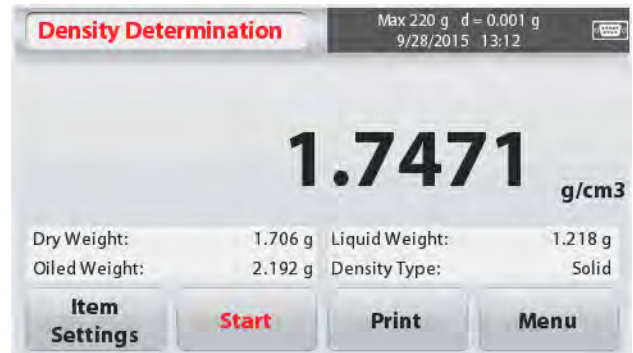 Density Determination
Max 220 g d = 0.001 g
9/28/2015 13:12
1.7471 g/cm3
Dry Weight: 1.706 g Liquid Weight: 1.218 g
Oiled Weight: 2.192 g Density Type: Solid
Item Settings
Start
Print
Menu